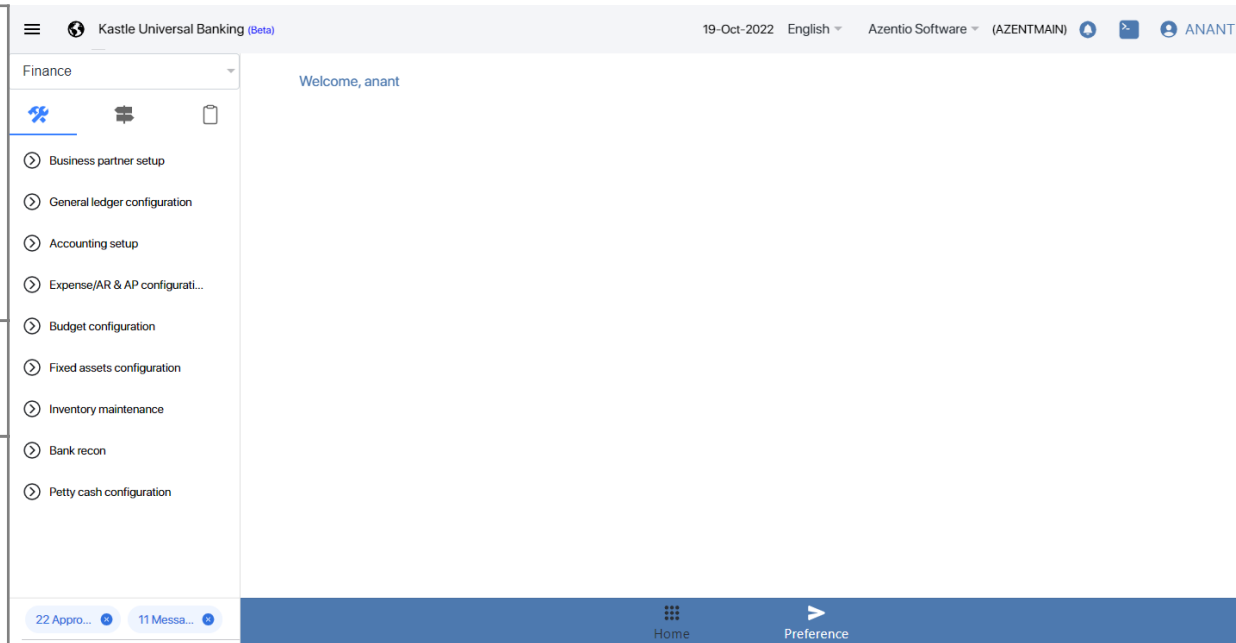 Kastle Universal Banking (Beta)
19-Oct-2022 English Azentio Software (AZENTMAIN) ANANT
Finance
Welcome, anant
Business partner setup
General ledger configuration
Accounting setup
Expense/AR & AP configurati...
Budget configuration
Fixed assets configuration
Inventory maintenance
Bank recon
Petty cash configuration
22 Appro... 11 Messa...
Home Preference